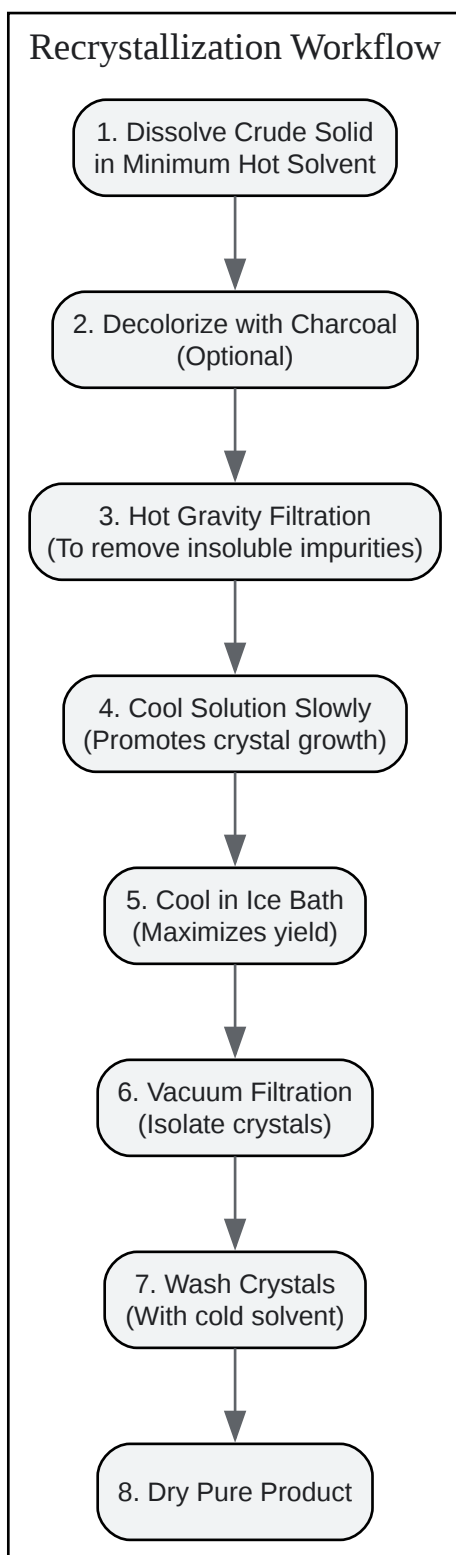 Recrystallization Workflow
1. Dissolve Crude Solid
in Minimum Hot Solvent
2. Decolorize with Charcoal
(Optional)
3. Hot Gravity Filtration
(To remove insoluble impurities)
4. Cool Solution Slowly
(Promotes crystal growth)
5. Cool in Ice Bath
(Maximizes yield)
6. Vacuum Filtration
(Isolate crystals)
7. Wash Crystals
(With cold solvent)
8. Dry Pure Product